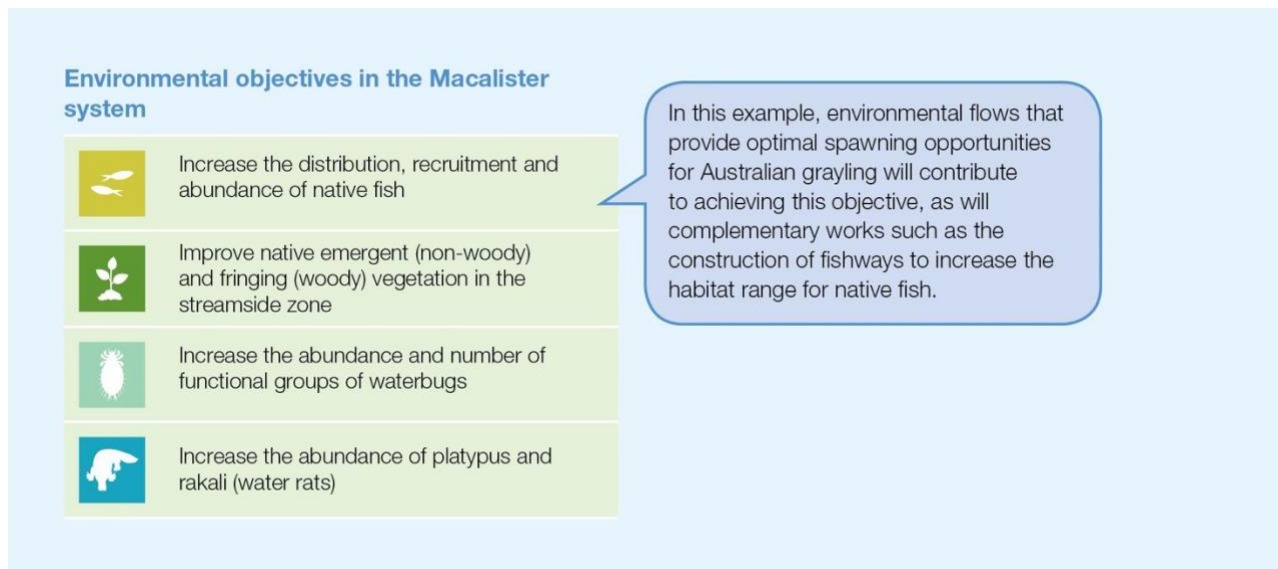 Environmental objectives in the Macalister
system
Increase the distribution, recruitment and
abundance of native fish
Improve native emergent (non-woody)
and fringing (woody) vegetation in the
streamside zone
Increase the abundance and number of
functional groups of waterbugs
Increase the abundance of platypus and
rakali (water rats)
In this example, environmental flows that
provide optimal spawning opportunities
for Australian grayling will contribute
to achieving this objective, as will
complementary works such as the
construction of fishways to increase the
habitat range for native fish.